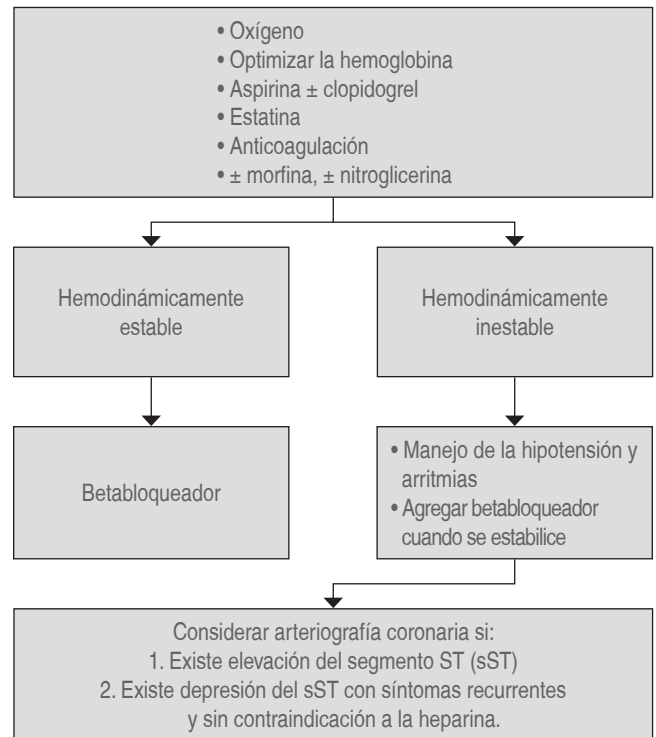 • Oxígeno
• Optimizar la hemoglobina
• Aspirina ± clopidogrel
• Estatina
• Anticoagulación
• ± morfina, ± nitroglicerina
Hemodinámicamente
estable
Hemodinámicamente
inestable
Betabloqueador
• Manejo de la hipotensión y
arritmias
• Agregar betabloqueador
cuando se estabilice
Considerar arteriografía coronaria si:
1. Existe elevación del segmento ST (sST)
2. Existe depresión del sST con síntomas recurrentes
y sin contraindicación a la heparina.